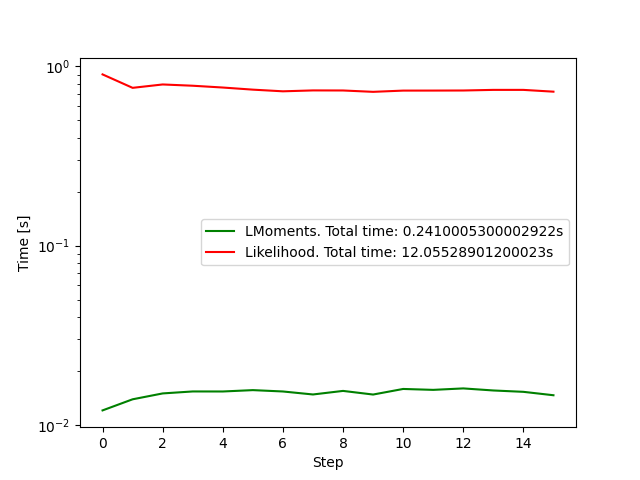 10⁰
10⁻¹
10⁻²
Time [s]
LMoments. Total time: 0.2410005300002922s
Likelihood. Total time: 12.05528901200023s
0 2 4 6 8 10 12 14
Step